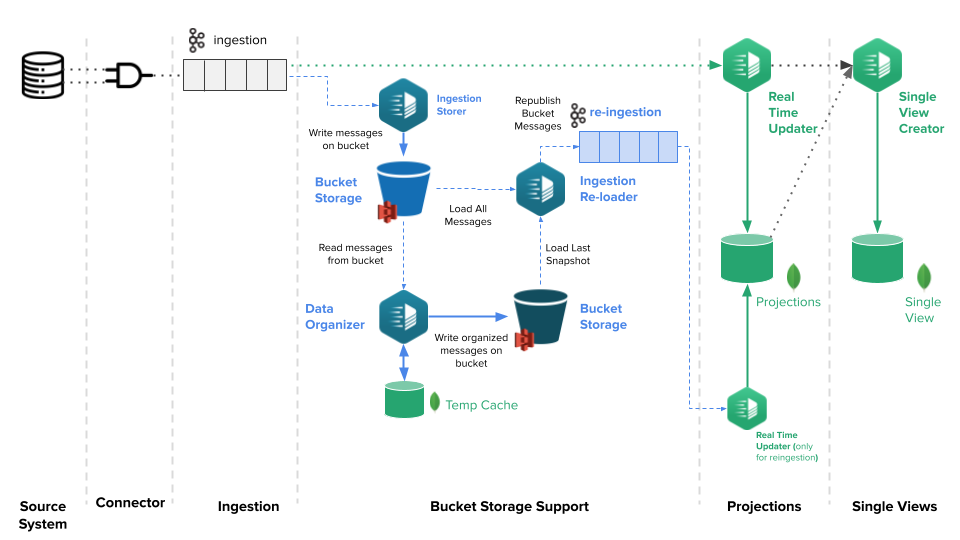 ingestion
Ingestion
Storer
Write messages
on bucket
Bucket
Storage
Load All
Messages
Republish
Bucket
Messages
re-ingestion
Ingestion
Re-loader
Read messages
from bucket
Load Last
Snapshot
Data
Organizer
Write organized
messages on
bucket
Bucket
Storage
Temp Cache
Real
Time
Updater
Single
View
Creator
Projections
Single
View
Real Time
Updater (only
for reingestion)
Source
System
Connector
Ingestion
Bucket Storage Support
Projections
Single Views